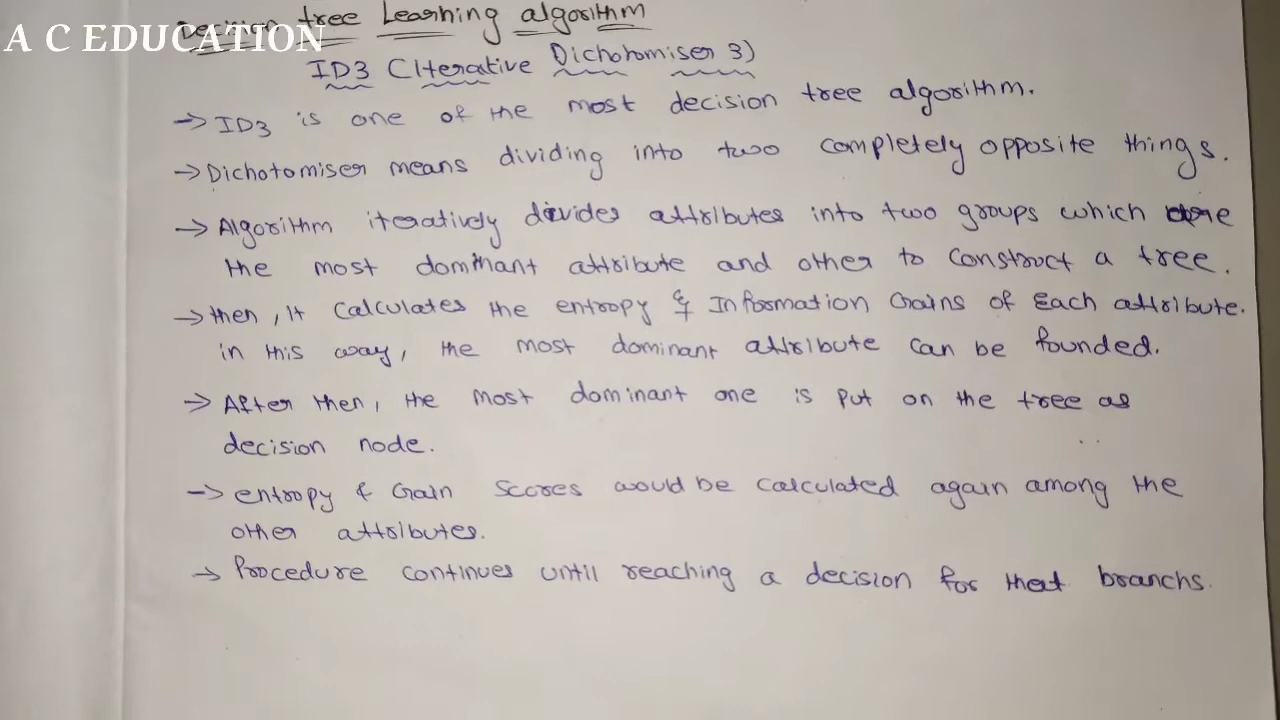 Decision tree Learning algorithm
A C EDUCATION
ID3 (Iterative Dichotomiser 3)
→ ID3 is one of the most decision tree algorithm.
→ Dichotomiser means dividing into two completely opposite things.
→ Algorithm iteratively divides attributes into two groups which are
the most dominant attribute and other to construct a tree.
→ then, it calculates the entropy & Information Gains of Each attribute.
in this way, the most dominant attribute can be founded.
→ After then, the most dominant one is put on the tree as
decision node.
→ entropy & Gain scores would be calculated again among the
other attributes.
→ Procedure continues until reaching a decision for that branchs.